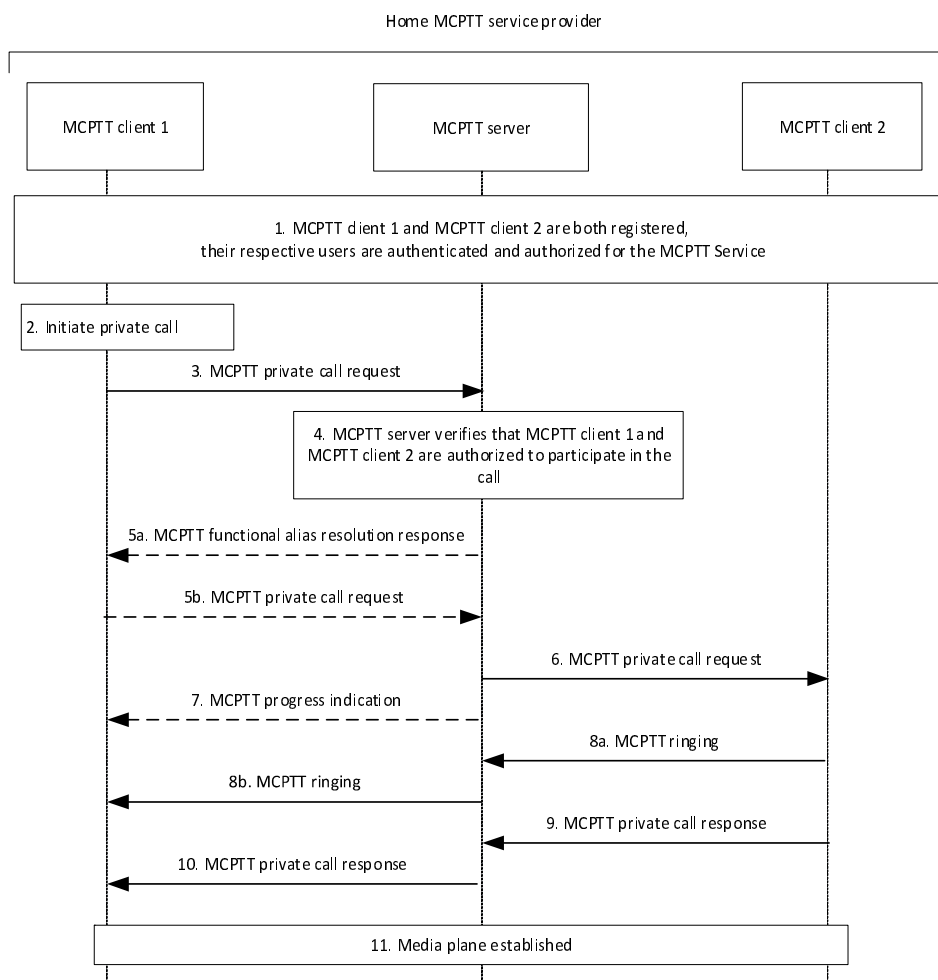 Home MCPTT service provider
MCPTT client 1
MCPTT server
MCPTT client 2
1. MCPTT client 1 and MCPTT client 2 are both registered,
their respective users are authenticated and authorized for the MCPTT Service
2. Initiate private call
3. MCPTT private call request
4. MCPTT server verifies that MCPTT client 1 and
MCPTT client 2 are authorized to participate in the
call
5a. MCPTT functional alias resolution response
5b. MCPTT private call request
6. MCPTT private call request
7. MCPTT progress indication
8a. MCPTT ringing
8b. MCPTT ringing
9. MCPTT private call response
10. MCPTT private call response
11. Media plane established